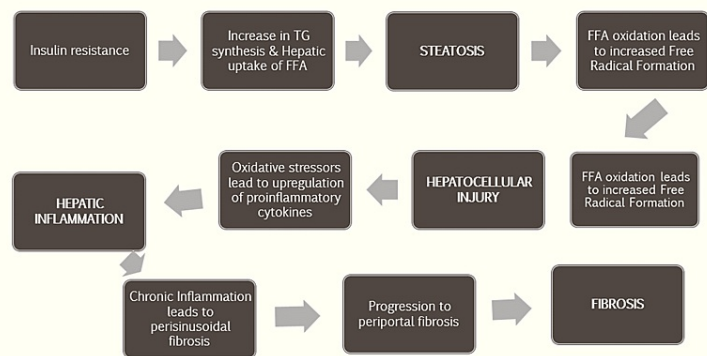 Insulin resistance
Increase in TG
synthesis & Hepatic
uptake of FFA
STEATOSIS
FFA oxidation leads
to increased Free
Radical Formation
FFA oxidation leads
to increased Free
Radical Formation
HEPATOCELLULAR
INJURY
Oxidative stressors
lead to upregulation
of proinflammatory
cytokines
HEPATIC
INFLAMMATION
Chronic Inflammation
leads to
perisinusoidal
fibrosis
Progression to
periportal fibrosis
FIBROSIS